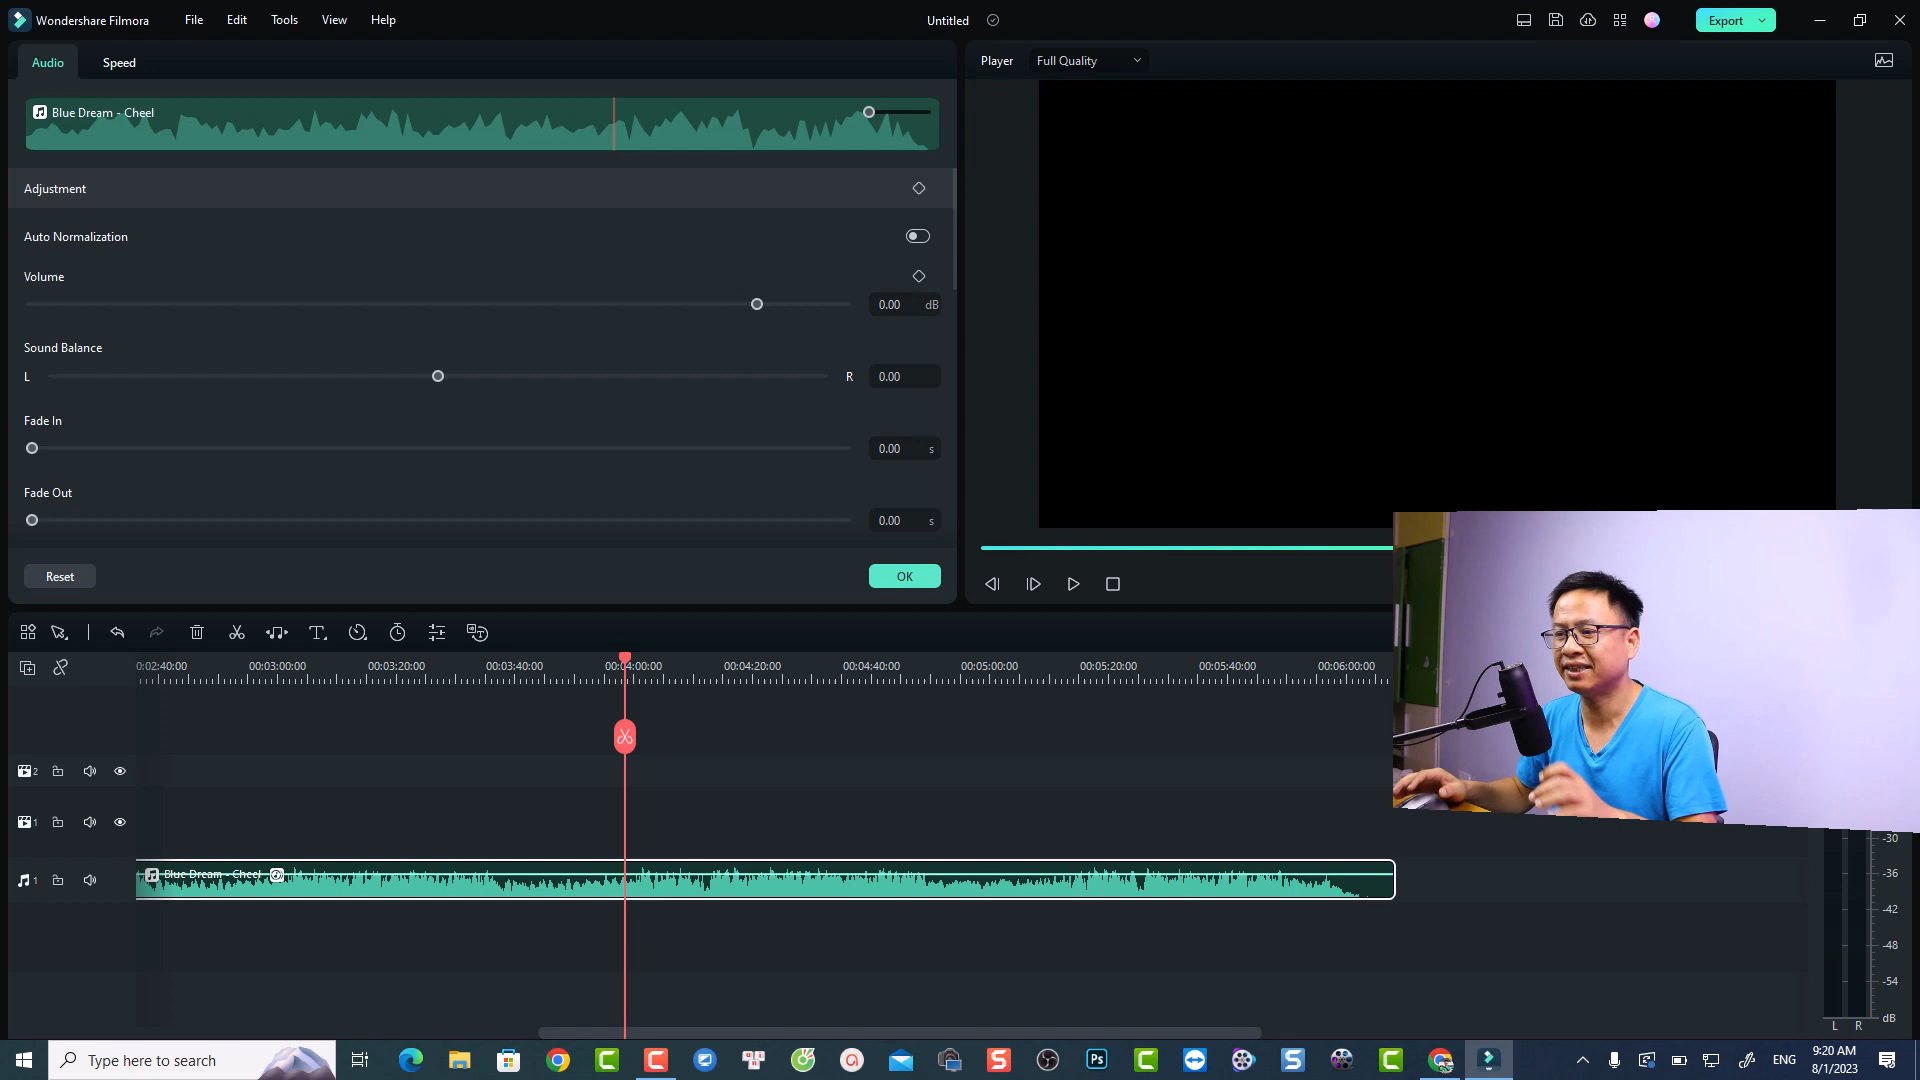 Wondershare Filmora File Edit Tools View Help Untitled Export
Audio Speed
Player Full Quality
Blue Dream - Cheel
Adjustment
Auto Normalization
Volume
0.00 dB
Sound Balance
L R 0.00
Fade In
0.00 s
Fade Out
0.00 s
Reset OK
0:02:40:00 00:03:00:00 00:03:20:00 00:03:40:00 00:04:00:00 00:04:20:00 00:04:40:00 00:05:00:00 00:05:20:00 00:05:40:00 00:06:00:00
2
1
-30
Blue Dream - Cheel
1
-36
-42
-48
-54
dB
L R
Type here to search
Ps
ENG
9:20 AM
8/1/2023